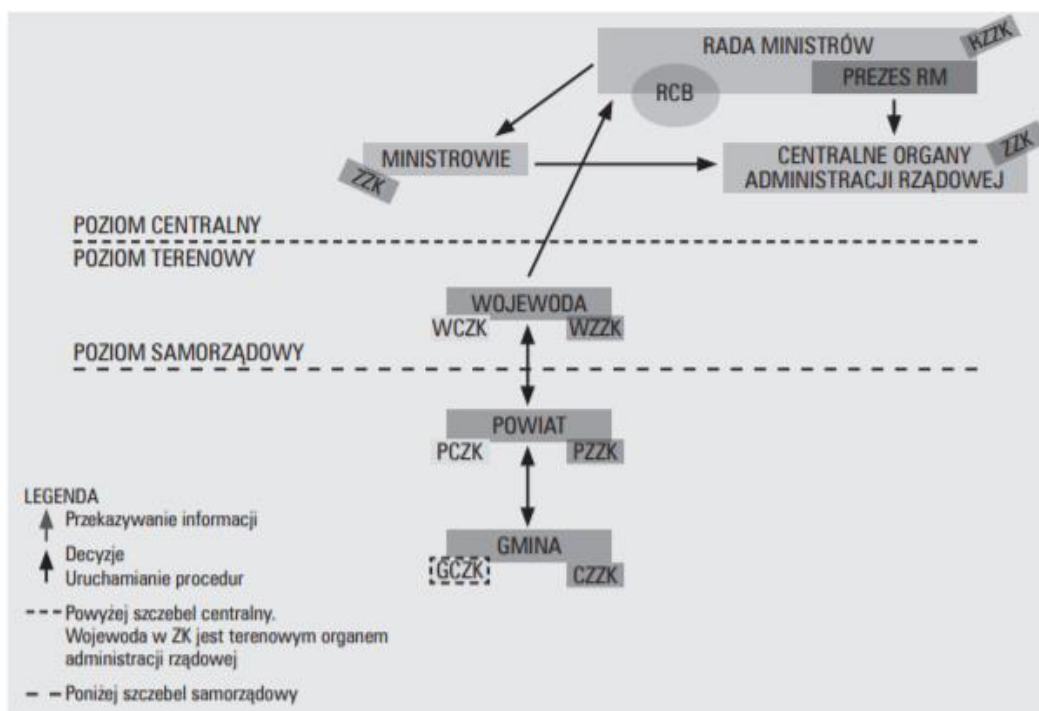 RADA MINISTRÓW
RZZK
PREZES RM
RCB
MINISTROWIE
ZZK
CENTRALNE ORGANY
ADMINISTRACJI RZĄDOWEJ
ZZK
POZIOM CENTRALNY
POZIOM TERENOWY
WOJEWODA
WCZK
WZZK
POZIOM SAMORZĄDOWY
POWIAT
PCZK
PZZK
LEGENDA
Przekazywanie informacji
Decyzje
Uruchamianie procedur
Powyżej szczebel centralny.
Wojewoda w ZK jest terenowym organem
administracji rządowej
Poniżej szczebel samorządowy
GMINA
GCZK
CZZK